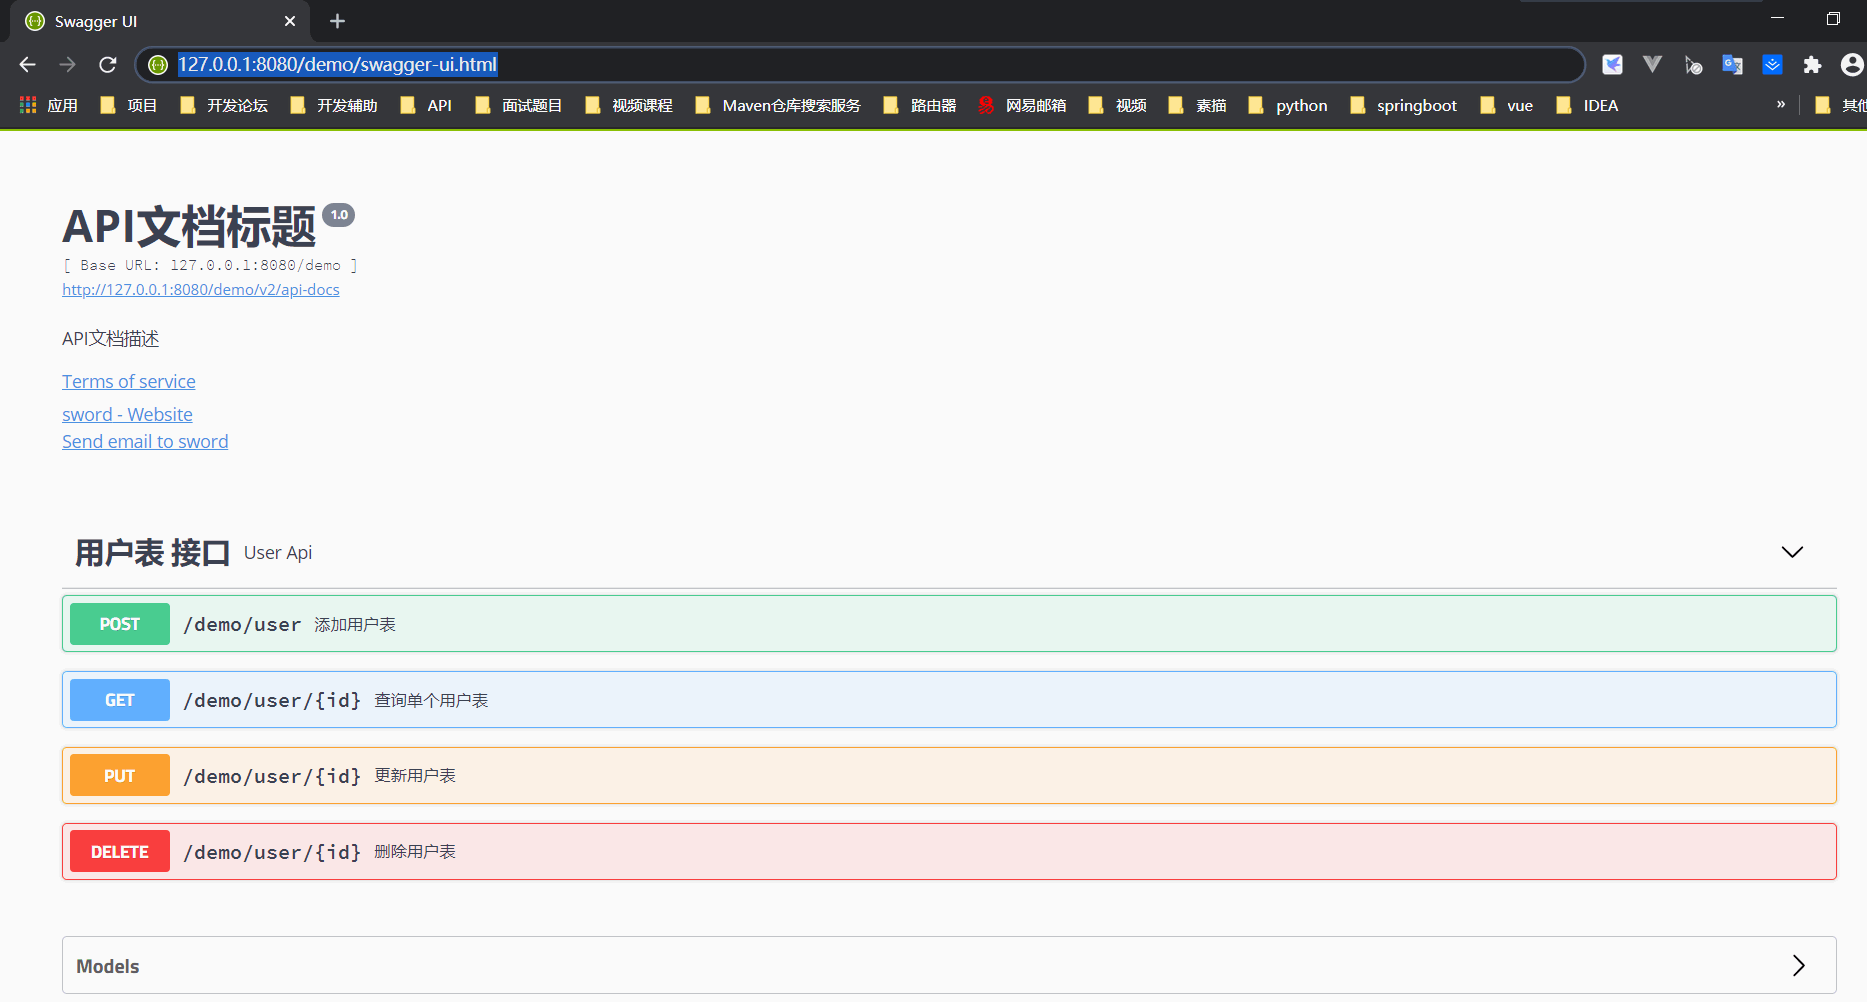 Swagger UI
127.0.0.1:8080/demo/swagger-ui.html
应用 项目 开发论坛 开发辅助 API 面试题目 视频课程 Maven仓库搜索服务 路由器 网易邮箱 视频 素描 python springboot vue IDEA » 其他
API文档标题 1.0
[ Base URL: 127.0.0.1:8080/demo ]
http://127.0.0.1:8080/demo/v2/api-docs
API文档描述
Terms of service
sword - Website
Send email to sword
用户表 接口 User Api
POST /demo/user 添加用户表
GET /demo/user/{id} 查询单个用户表
PUT /demo/user/{id} 更新用户表
DELETE /demo/user/{id} 删除用户表
Models